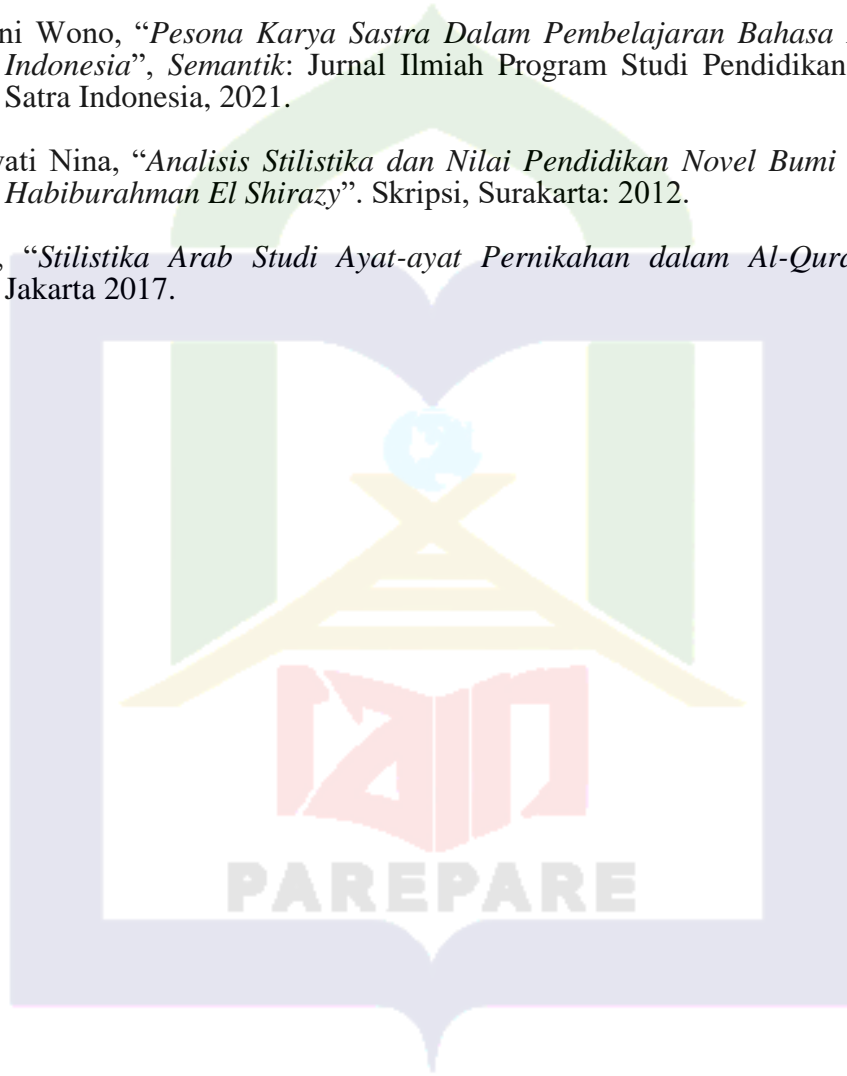 ni Wono, “Pesona Karya Sastra Dalam Pembelajaran Bahasa
Indonesia”, Semantik: Jurnal Ilmiah Program Studi Pendidikan
Satra Indonesia, 2021.
vati Nina, “Analisis Stilistika dan Nilai Pendidikan Novel Bumi
Habiburahman El Shirazy”. Skripsi, Surakarta: 2012.
, “Stilistika Arab Studi Ayat-ayat Pernikahan dalam Al-Qura
Jakarta 2017.
iain
PAREPARE